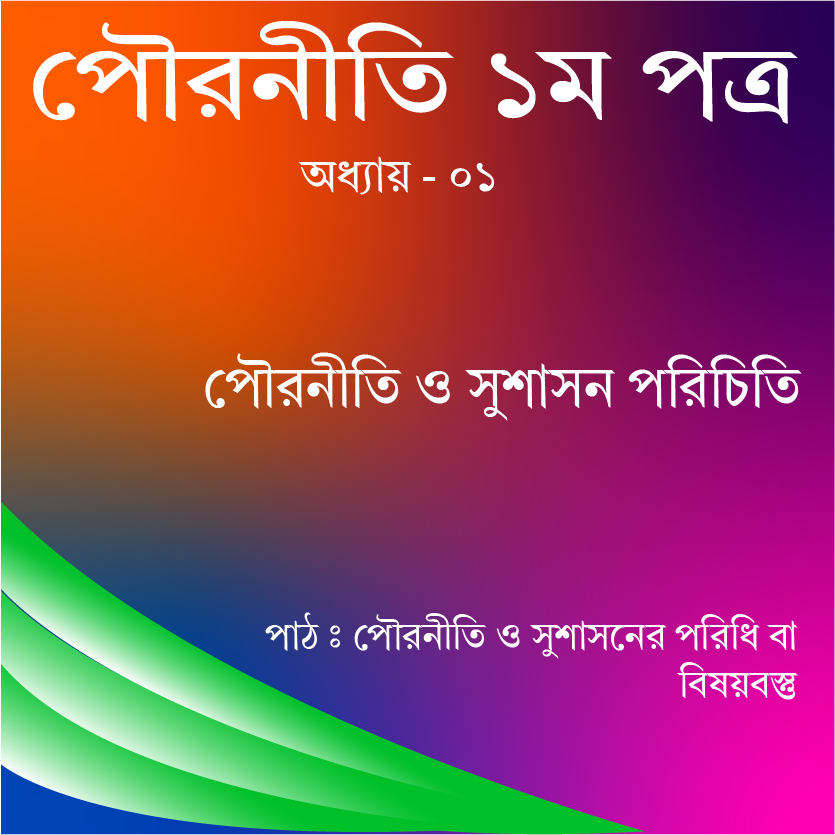 পৌরনীতি ১ম পত্র
অধ্যায় - ০১
পৌরনীতি ও সুশাসন পরিচিতি
পাঠ ঃ পৌরনীতি ও সুশাসনের পরিধি বা
বিষয়বস্তু